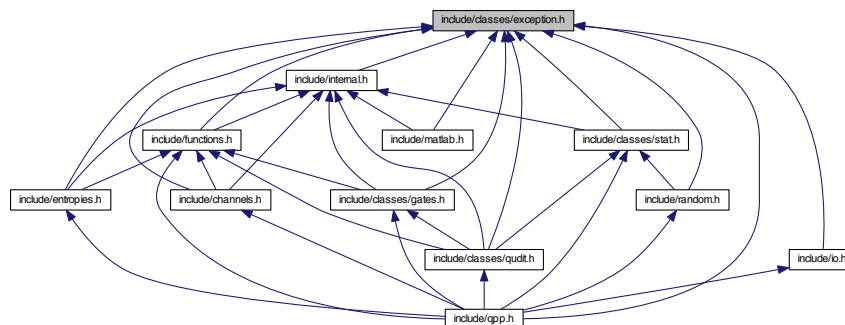 include/classes/exception.h
include/internal.h
include/functions.h
include/matlab.h
include/classes/stat.h
include/entropies.h
include/channels.h
include/classes/gates.h
include/random.h
include/classes/qudit.h
include/io.h
include/qpp.h